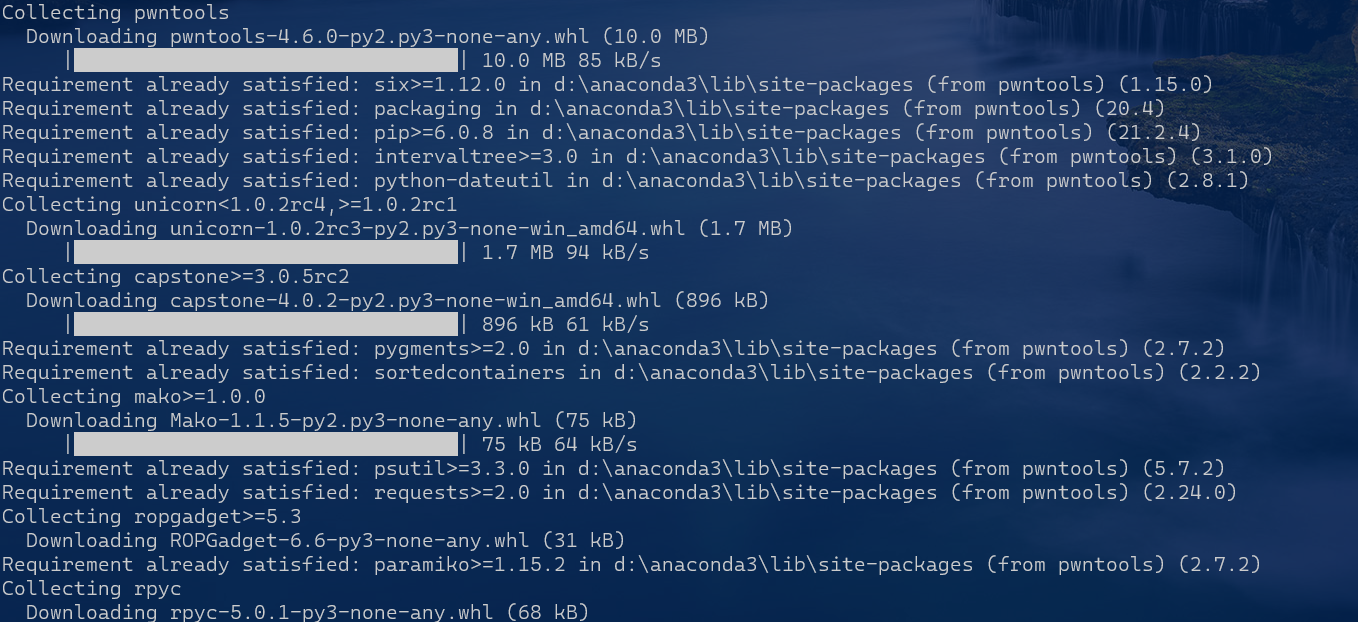 Collecting pwntools
Downloading pwntools-4.6.0-py2.py3-none-any.whl (10.0 MB)
| | 10.0 MB 85 kB/s
Requirement already satisfied: six>=1.12.0 in d:\anaconda3\lib\site-packages (from pwntools) (1.15.0)
Requirement already satisfied: packaging in d:\anaconda3\lib\site-packages (from pwntools) (20.4)
Requirement already satisfied: pip>=6.0.8 in d:\anaconda3\lib\site-packages (from pwntools) (21.2.4)
Requirement already satisfied: intervaltree>=3.0 in d:\anaconda3\lib\site-packages (from pwntools) (3.1.0)
Requirement already satisfied: python-dateutil in d:\anaconda3\lib\site-packages (from pwntools) (2.8.1)
Collecting unicorn<1.0.2rc4,>=1.0.2rc1
Downloading unicorn-1.0.2rc3-py2.py3-none-win_amd64.whl (1.7 MB)
| | 1.7 MB 94 kB/s
Collecting capstone>=3.0.5rc2
Downloading capstone-4.0.2-py2.py3-none-win_amd64.whl (896 kB)
| | 896 kB 61 kB/s
Requirement already satisfied: pygments>=2.0 in d:\anaconda3\lib\site-packages (from pwntools) (2.7.2)
Requirement already satisfied: sortedcontainers in d:\anaconda3\lib\site-packages (from pwntools) (2.2.2)
Collecting mako>=1.0.0
Downloading Mako-1.1.5-py2.py3-none-any.whl (75 kB)
| | 75 kB 64 kB/s
Requirement already satisfied: psutil>=3.3.0 in d:\anaconda3\lib\site-packages (from pwntools) (5.7.2)
Requirement already satisfied: requests>=2.0 in d:\anaconda3\lib\site-packages (from pwntools) (2.24.0)
Collecting ropgadget>=5.3
Downloading ROPGadget-6.6-py3-none-any.whl (31 kB)
Requirement already satisfied: paramiko>=1.15.2 in d:\anaconda3\lib\site-packages (from pwntools) (2.7.2)
Collecting rpyc
Downloading rpyc-5.0.1-py3-none-any.whl (68 kB)